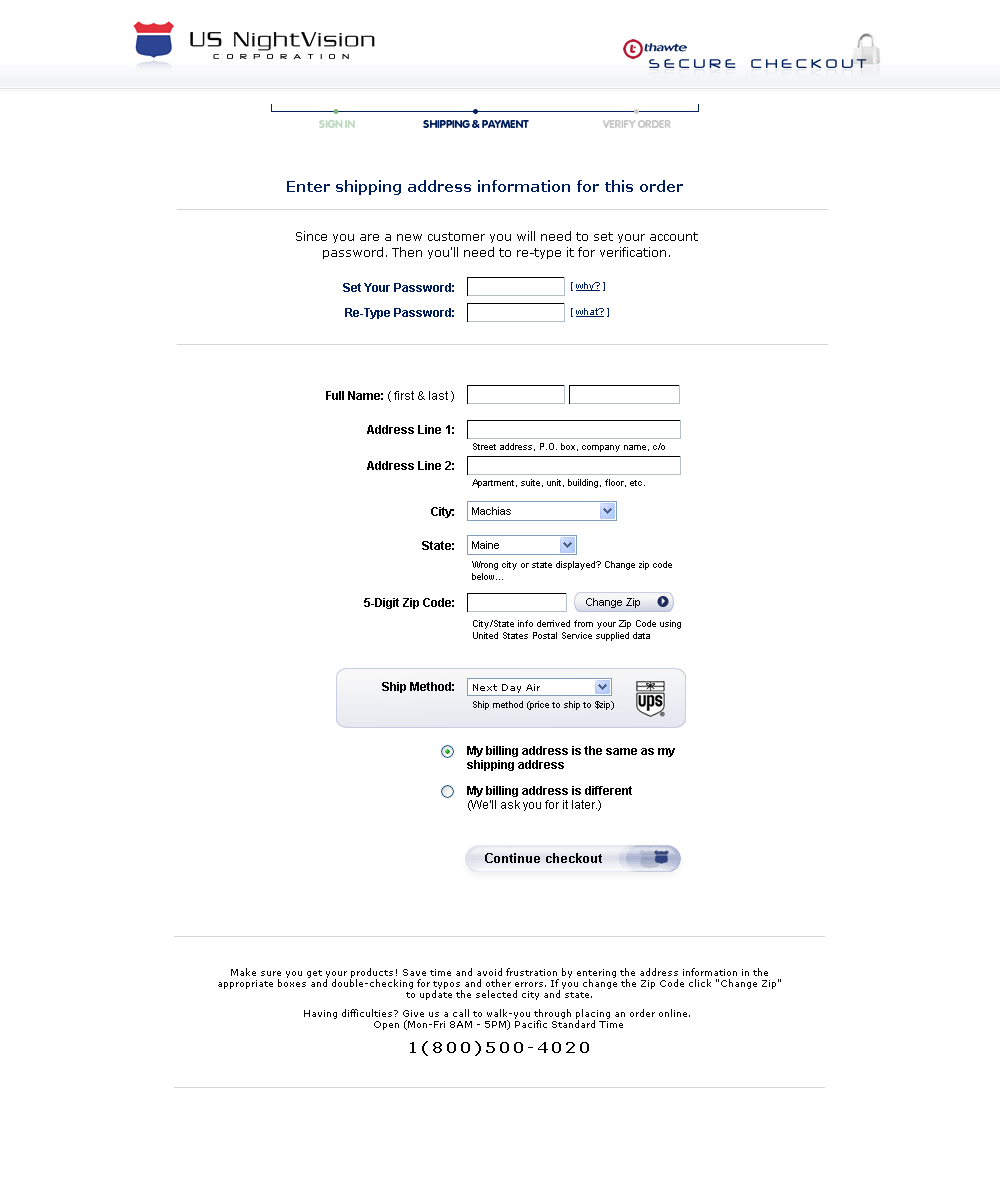 US NightVision
CORPORATION
thawte
SECURE CHECKOUT
SIGN IN
SHIPPING & PAYMENT
VERIFY ORDER
Enter shipping address information for this order
Since you are a new customer you will need to set your account
password. Then you'll need to re-type it for verification.
Set Your Password: [ why? ]
Re-Type Password: [ what? ]
Full Name: ( first & last )
Address Line 1:
Street address, P.O. box, company name, c/o
Address Line 2:
Apartment, suite, unit, building, floor, etc.
City: Machias
State: Maine
Wrong city or state displayed? Change zip code
below...
5-Digit Zip Code: Change Zip
City/State info derrived from your Zip Code using
United States Postal Service supplied data
Ship Method: Next Day Air
Ship method (price to ship to $zip)
ups
My billing address is the same as my
shipping address
My billing address is different
(We'll ask you for it later.)
Continue checkout
Make sure you get your products! Save time and avoid frustration by entering the address information in the
appropriate boxes and double-checking for typos and other errors. If you change the Zip Code click "Change Zip"
to update the selected city and state.
Having difficulties? Give us a call to walk-you through placing an order online.
Open (Mon-Fri 8AM - 5PM) Pacific Standard Time
1(800)500-4020